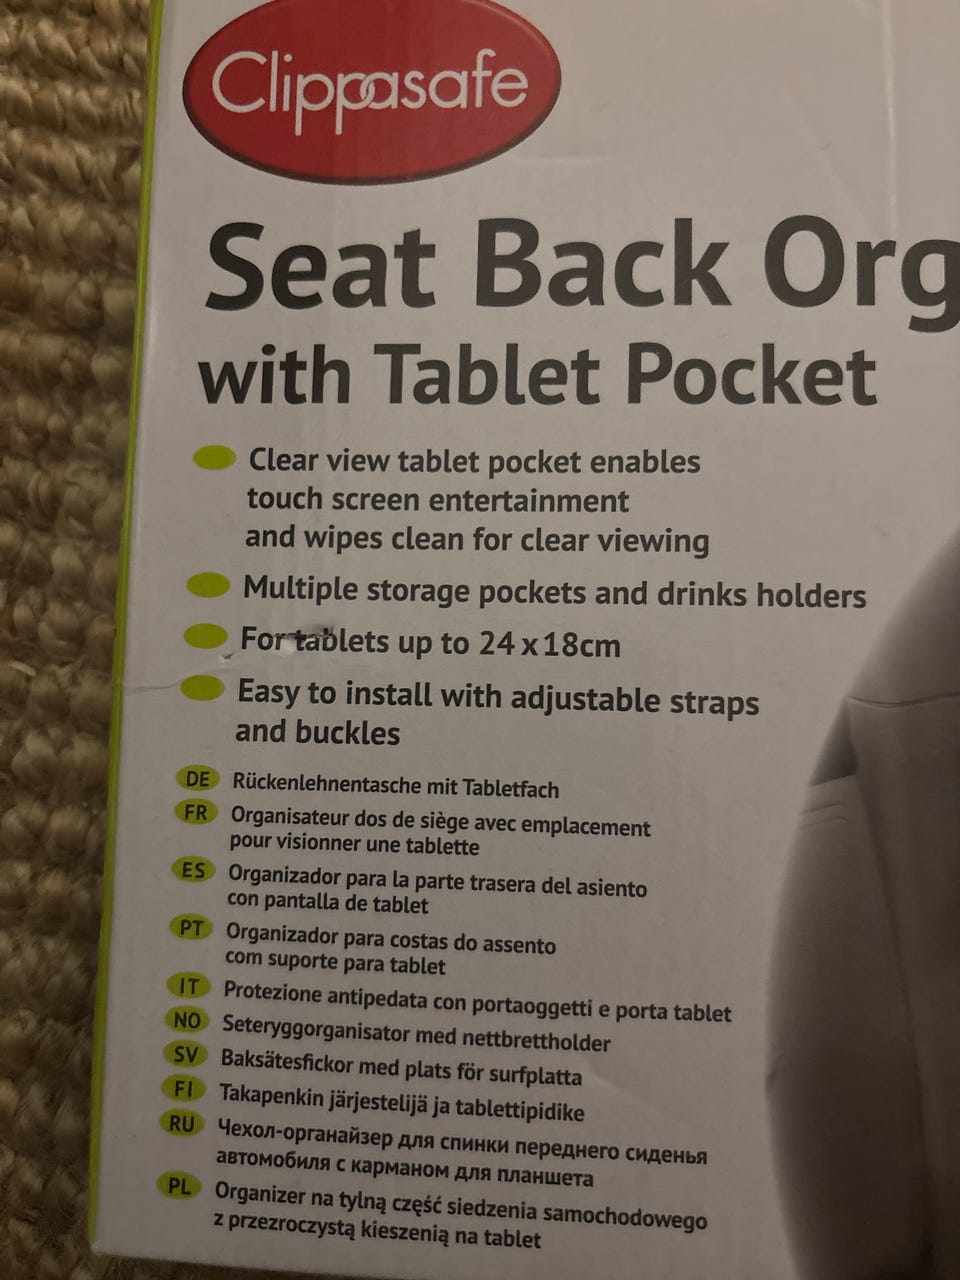 Clippasafe
Seat Back Org
with Tablet Pocket
Clear view tablet pocket enables
touch screen entertainment
and wipes clean for clear viewing
Multiple storage pockets and drinks holders
For tablets up to 24 x 18cm
Easy to install with adjustable straps
and buckles
DE Rückenlehnentasche mit Tabletfach
FR Organisateur dos de siège avec emplacement
pour visionner une tablette
ES Organizador para la parte trasera del asiento
con pantalla de tablet
PT Organizador para costas do assento
com suporte para tablet
IT Protezione antipedata con portaoggetti e porta tablet
NO Seteryggorganisator med nettbrettholder
SV Baksätesfickor med plats för surfplatta
FI Takapenkin järjestelijä ja tablettipidike
RU Чехол-органайзер для спинки переднего сиденья
автомобиля с карманом для планшета
PL Organizer na tylną część siedzenia samochodowego
z przezroczystą kieszenią na tablet